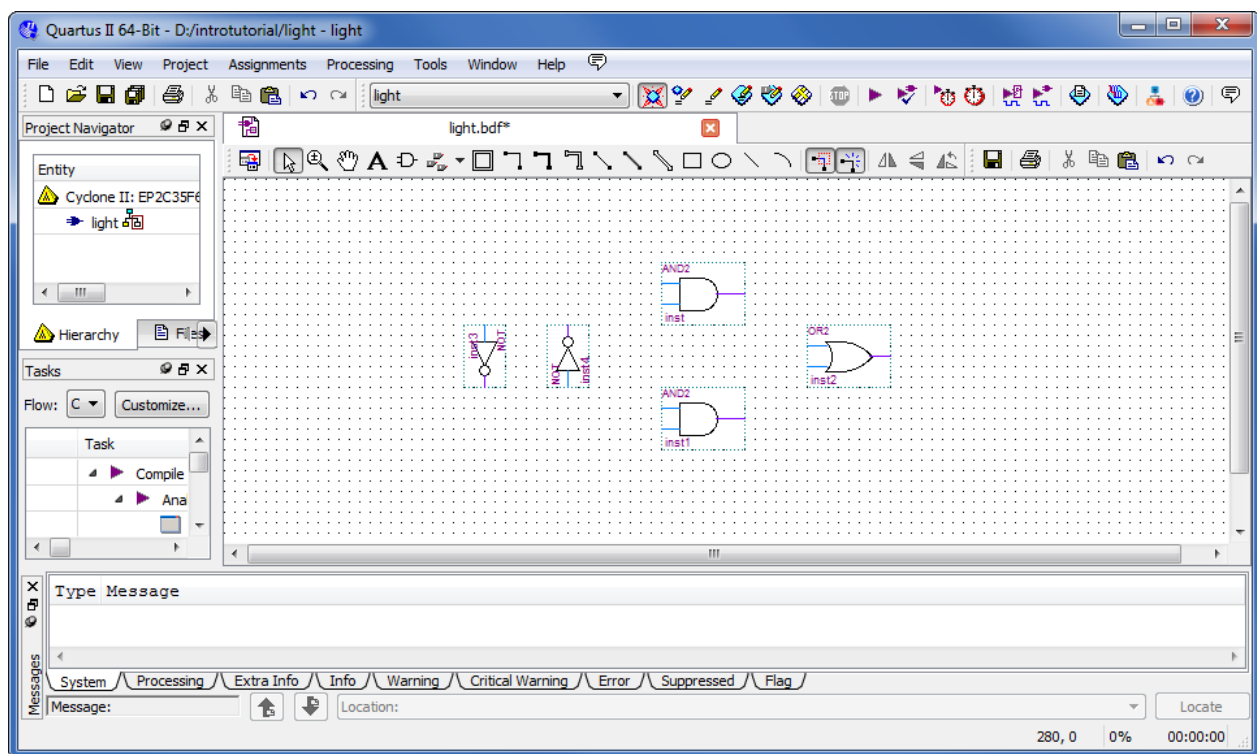 Quartus II 64-Bit - D:/introtutorial/light - light
File Edit View Project Assignments Processing Tools Window Help
light
STOP
Project Navigator
light.bdf*
Entity
Cyclone II: EP2C35F6
light
Hierarchy
Files
Tasks
Flow: C Customize...
Task
Compile
Ana
AND2
inst
inst3
NOT
NOT
inst4
OR2
inst2
AND2
inst1
Type Message
Messages
System Processing Extra Info Info Warning Critical Warning Error Suppressed Flag
Message:
Location:
Locate
280, 0 0% 00:00:00